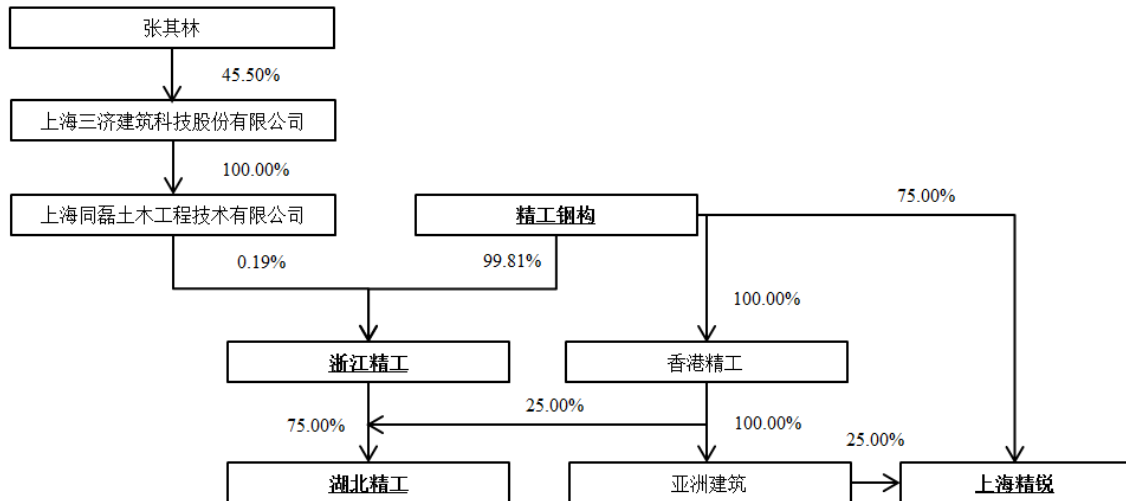 张其林
45.50%
上海三济建筑科技股份有限公司
100.00%
上海同磊土木工程技术有限公司
精工钢构
75.00%
0.19%
99.81%
100.00%
浙江精工
香港精工
25.00%
75.00%
100.00%
25.00%
湖北精工
亚洲建筑
上海精锐